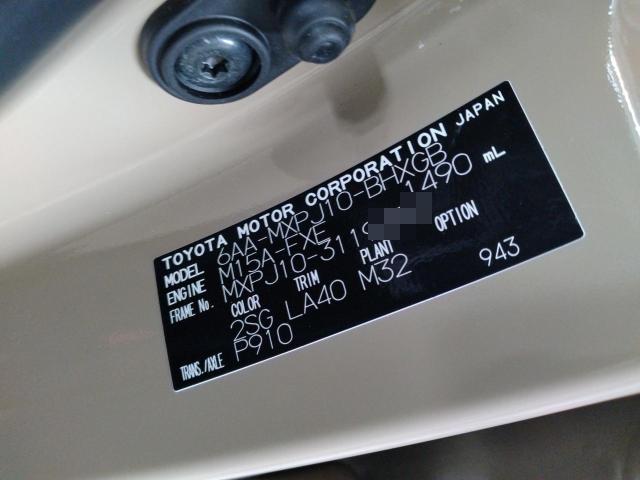 TOYOTA MOTOR CORPORATION JAPAN
MODEL 6AA-MXPJ10-BHXGB
ENGINE M15A-FXE 1490 mL
FRAME No. MXPJ10-3119
COLOR TRIM PLANT OPTION
2SG LA40 M32 943
TRANS./AXLE P910